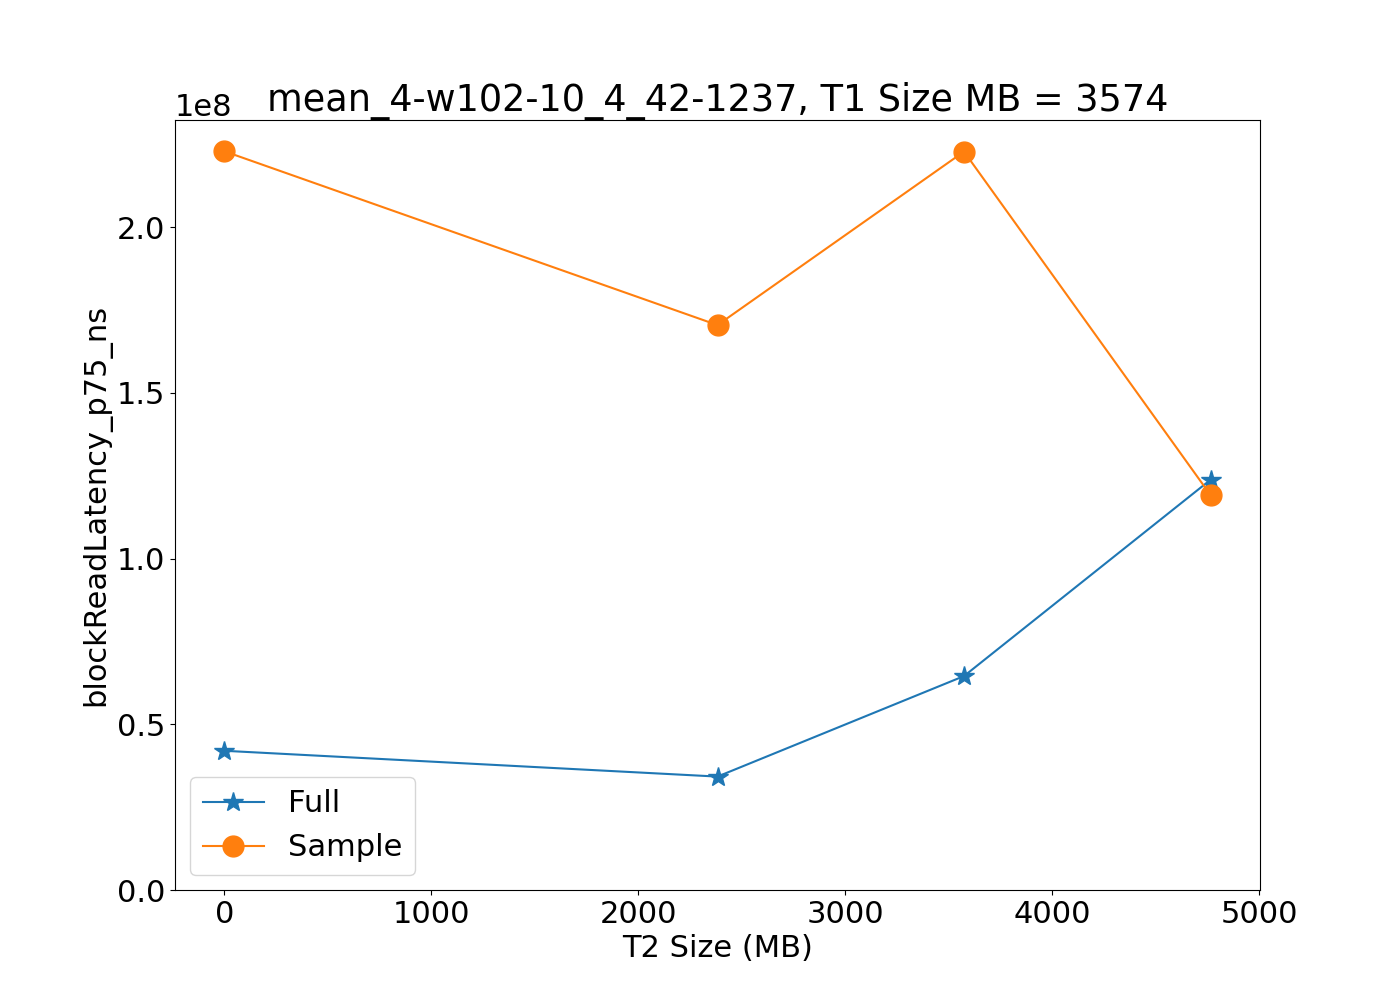 1e8
mean_4-w102-10_4_42-1237, T1 Size MB = 3574
2.0
1.5
1.0
0.5
0.0
blockReadLatency_p75_ns
Full
Sample
0 1000 2000 3000 4000 5000
T2 Size (MB)